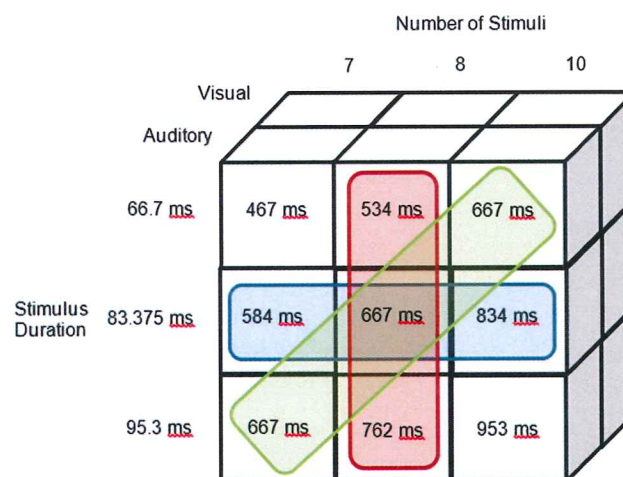 Number of Stimuli
7 8 10
Visual
Auditory
66.7 ms 467 ms 534 ms 667 ms
Stimulus
Duration
83.375 ms 584 ms 667 ms 834 ms
95.3 ms 667 ms 762 ms 953 ms